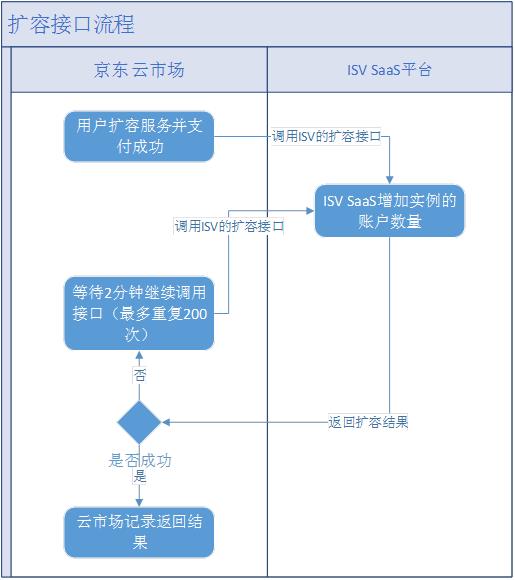 扩容接口流程
京东云市场
ISV SaaS平台
用户扩容服务并支
付成功
调用ISV的扩容接口
ISV SaaS增加实例的
账户数量
调用ISV的扩容接口
等待2分钟继续调用
接口（最多重复200
次）
否
返回扩容结果
是否成功
是
云市场记录返回结
果